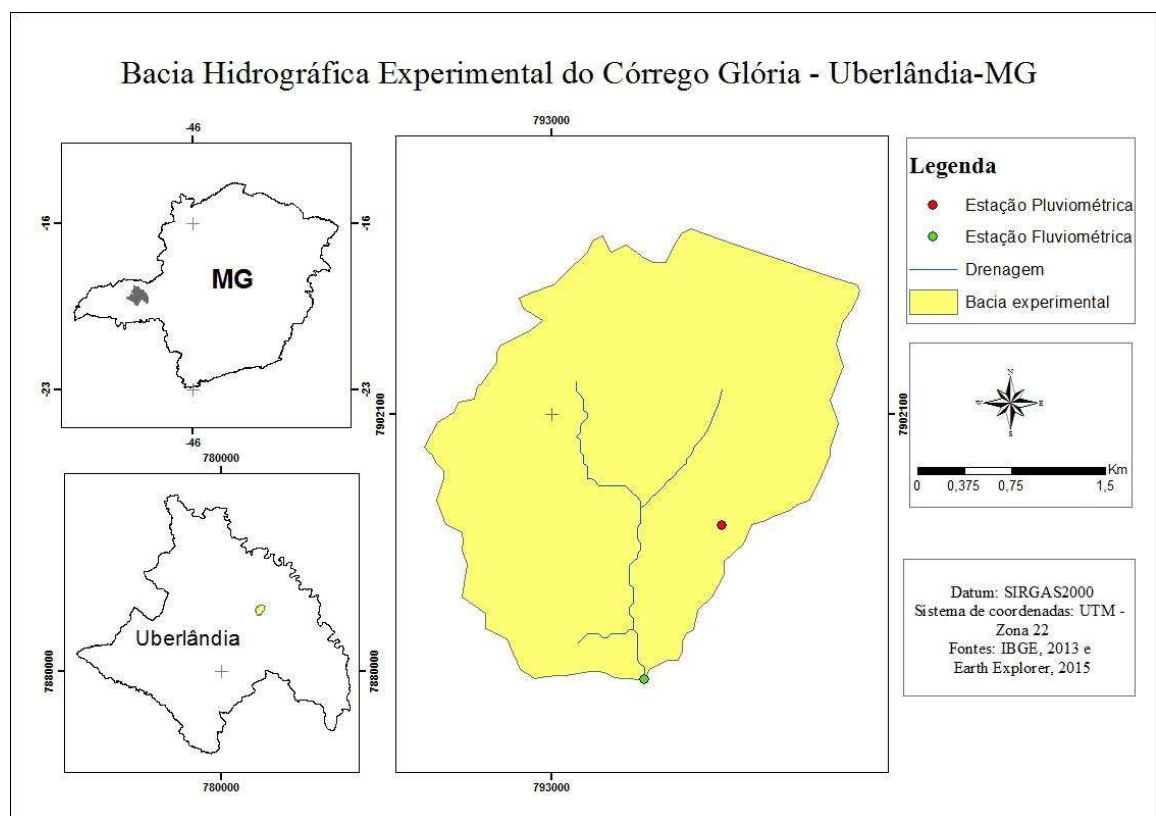 Bacia Hidrográfica Experimental do Córrego Glória - Uberlândia-MG
-46
-16
-16
MG
-23
-23
-46
780000
Uberlândia
7880000
7880000
780000
793000
7902100
7902100
793000
Legenda
Estação Pluviométrica
Estação Fluviométrica
Drenagem
Bacia experimental
N
W
E
S
Km
0 0,375 0,75 1,5
Datum: SIRGAS2000
Sistema de coordenadas: UTM -
Zona 22
Fontes: IBGE, 2013 e
Earth Explorer, 2015